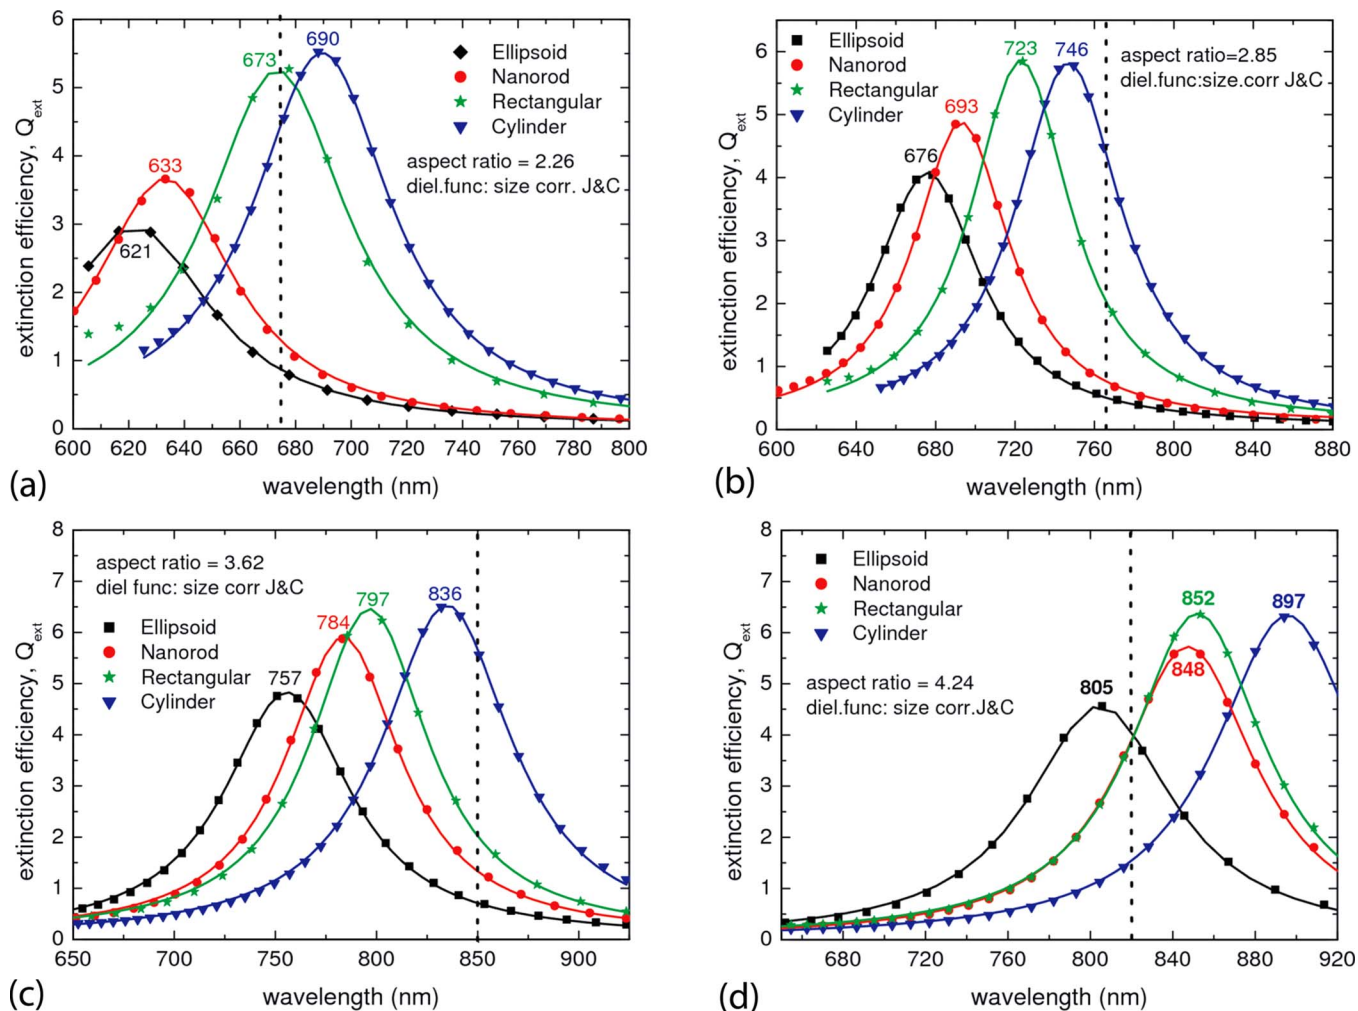 6
5
4
3
2
1
0
extinction efficiency, Q_ext
690
673
633
621
Ellipsoid
Nanorod
Rectangular
Cylinder
aspect ratio = 2.26
diel.func: size corr. J&C
600 620 640 660 680 700 720 740 760 780 800
wavelength (nm)
(a)
6
5
4
3
2
1
0
extinction efficiency, Q_ext
Ellipsoid
Nanorod
Rectangular
Cylinder
723
746
693
676
aspect ratio=2.85
diel.func:size.corr J&C
600 640 680 720 760 800 840 880
wavelength (nm)
(b)
8
7
6
5
4
3
2
1
0
extinction efficiency, Q_ext
aspect ratio = 3.62
diel func: size corr J&C
Ellipsoid
Nanorod
Rectangular
Cylinder
797
836
784
757
650 700 750 800 850 900
wavelength (nm)
(c)
8
7
6
5
4
3
2
1
0
extinction efficiency, Q_ext
Ellipsoid
Nanorod
Rectangular
Cylinder
852
897
848
805
aspect ratio = 4.24
diel.func: size corr.J&C
680 720 760 800 840 880 920
wavelength (nm)
(d)